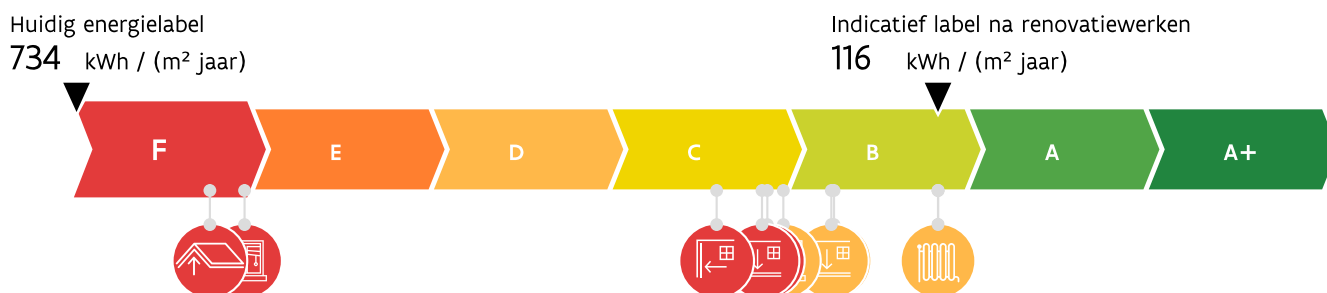 Huidig energielabel
734 kWh / (m² jaar)
Indicatief label na renovatiewerken
116 kWh / (m² jaar)
F E D C B A A+